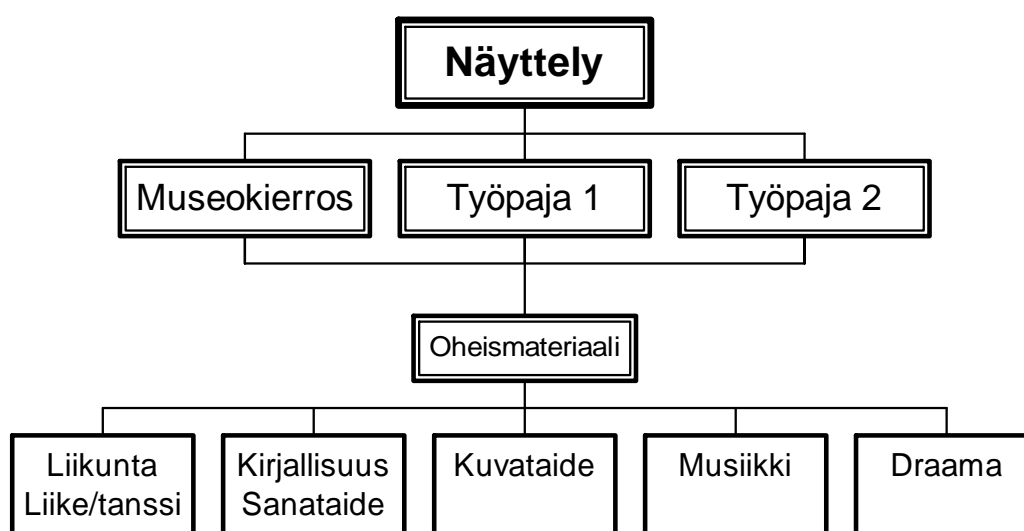 Näyttely
Museokierros
Työpaja 1
Työpaja 2
Oheismateriaali
Liikunta
Liike/tanssi
Kirjallisuus
Sanataide
Kuvataide
Musiikki
Draama